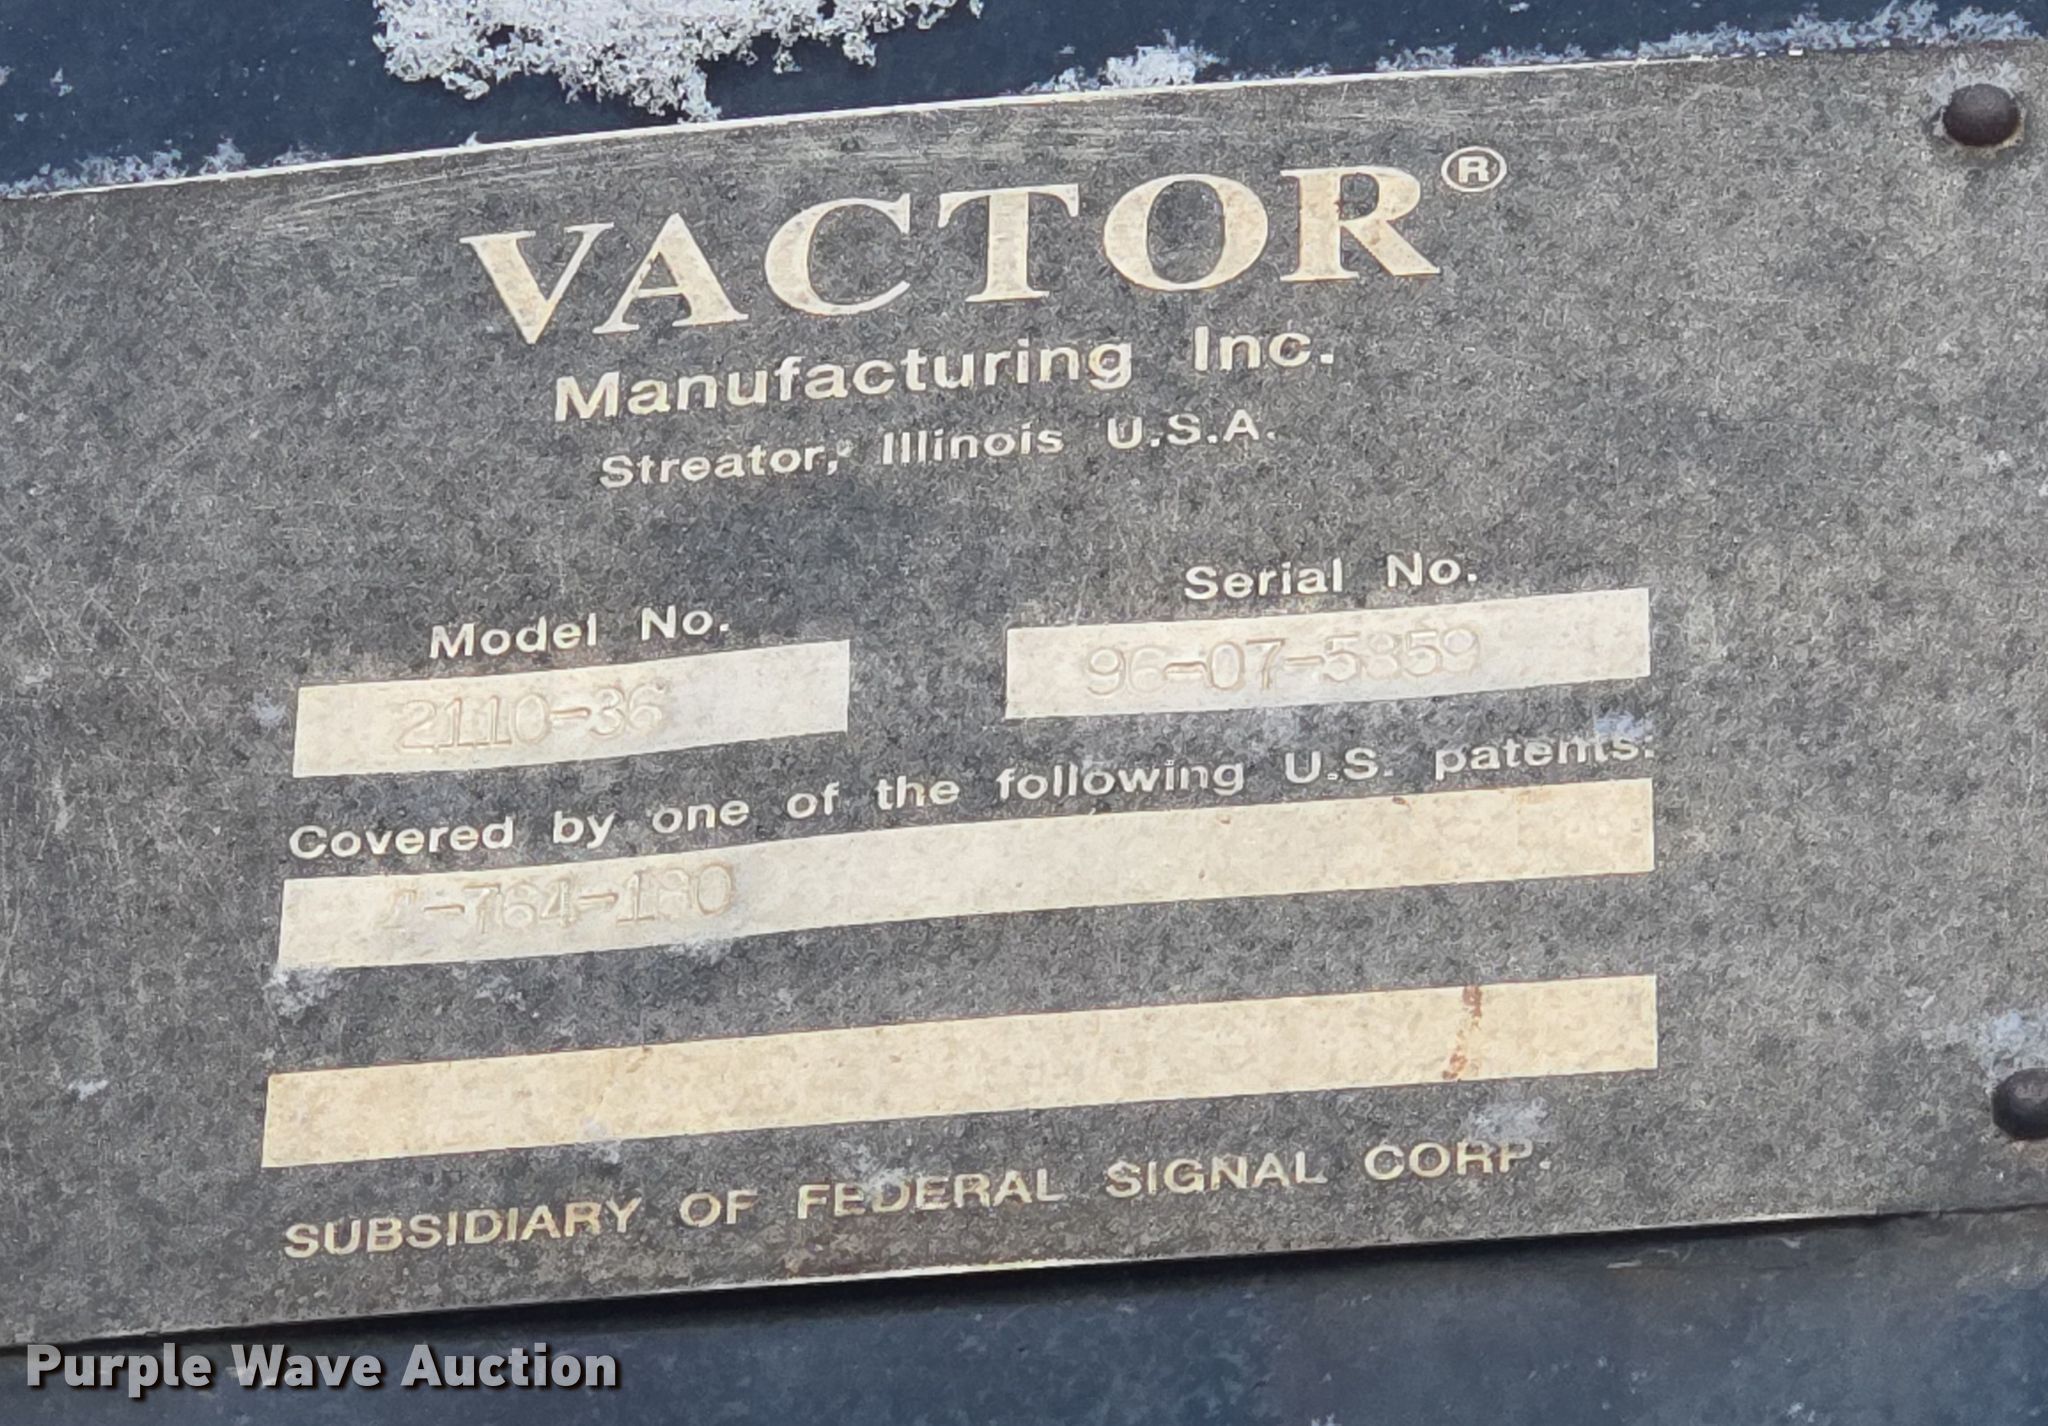 VACTOR®
Manufacturing Inc.
Streator, Illinois U.S.A.
Model No. Serial No.
2110-36 96-07-5859
Covered by one of the following U.S. patents:
SUBSIDIARY OF FEDERAL SIGNAL CORP.
Purple Wave Auction